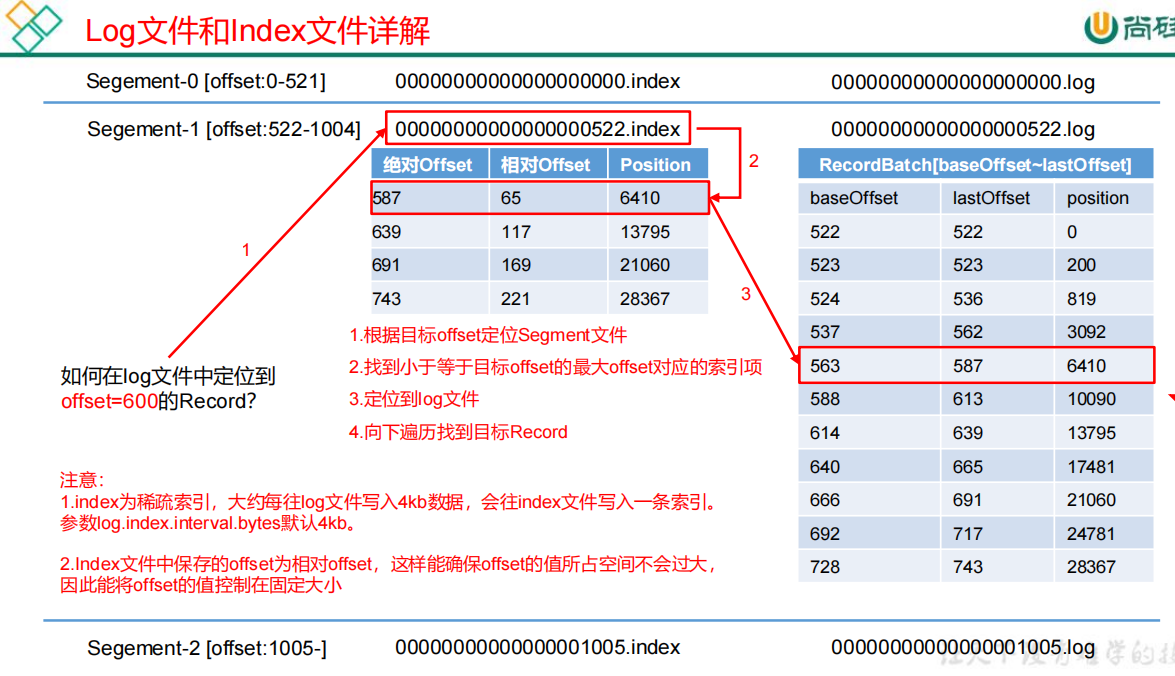 Log文件和Index文件详解
尚硅
Segement-0 [offset:0-521] 00000000000000000000.index 00000000000000000000.log
Segement-1 [offset:522-1004] 00000000000000000522.index 00000000000000000522.log
绝对Offset 相对Offset Position
587 65 6410
639 117 13795
691 169 21060
743 221 28367
2
1
3
RecordBatch[baseOffset~lastOffset]
baseOffset lastOffset position
522 522 0
523 523 200
524 536 819
537 562 3092
563 587 6410
588 613 10090
614 639 13795
640 665 17481
666 691 21060
692 717 24781
728 743 28367
如何在log文件中定位到
offset=600的Record？
1.根据目标offset定位Segment文件
2.找到小于等于目标offset的最大offset对应的索引项
3.定位到log文件
4.向下遍历找到目标Record
注意：
1.index为稀疏索引，大约每往log文件写入4kb数据，会往index文件写入一条索引。
参数log.index.interval.bytes默认4kb。
2.Index文件中保存的offset为相对offset，这样能确保offset的值所占空间不会过大，
因此能将offset的值控制在固定大小
Segement-2 [offset:1005-] 00000000000000001005.index 00000000000000001005.log